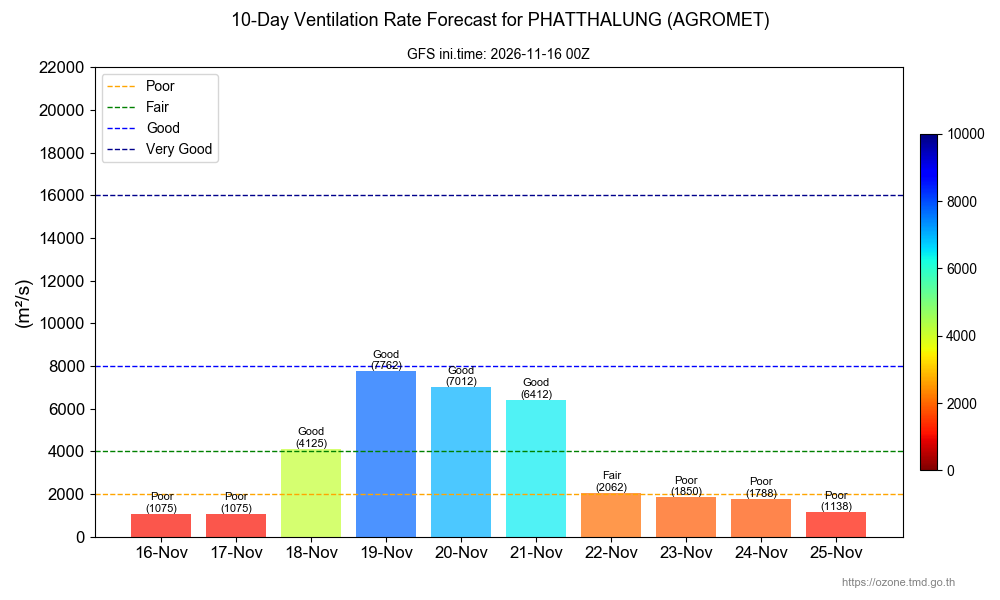 10-Day Ventilation Rate Forecast for PHATTHALUNG (AGROMET)
GFS ini.time: 2026-11-16 00Z
Poor
Fair
Good
Very Good
22000
20000
18000
16000
14000
12000
10000
8000
6000
4000
2000
0
(m²/s)
Poor
(1075)
Poor
(1075)
Good
(4125)
Good
(7762)
Good
(7012)
Good
(6412)
Fair
(2062)
Poor
(1850)
Poor
(1788)
Poor
(1138)
16-Nov
17-Nov
18-Nov
19-Nov
20-Nov
21-Nov
22-Nov
23-Nov
24-Nov
25-Nov
10000
8000
6000
4000
2000
0
https://ozone.tmd.go.th